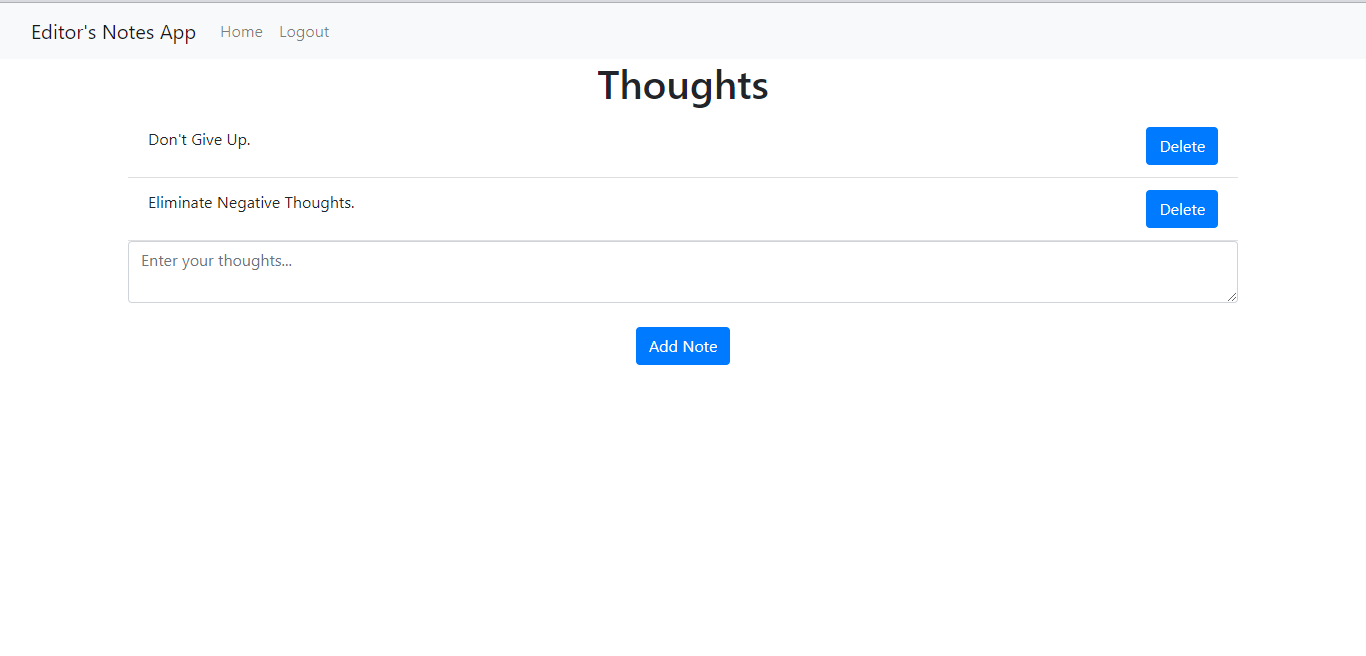 Editor's Notes App Home Logout
Thoughts
Don't Give Up. Delete
Eliminate Negative Thoughts. Delete
Enter your thoughts...
Add Note